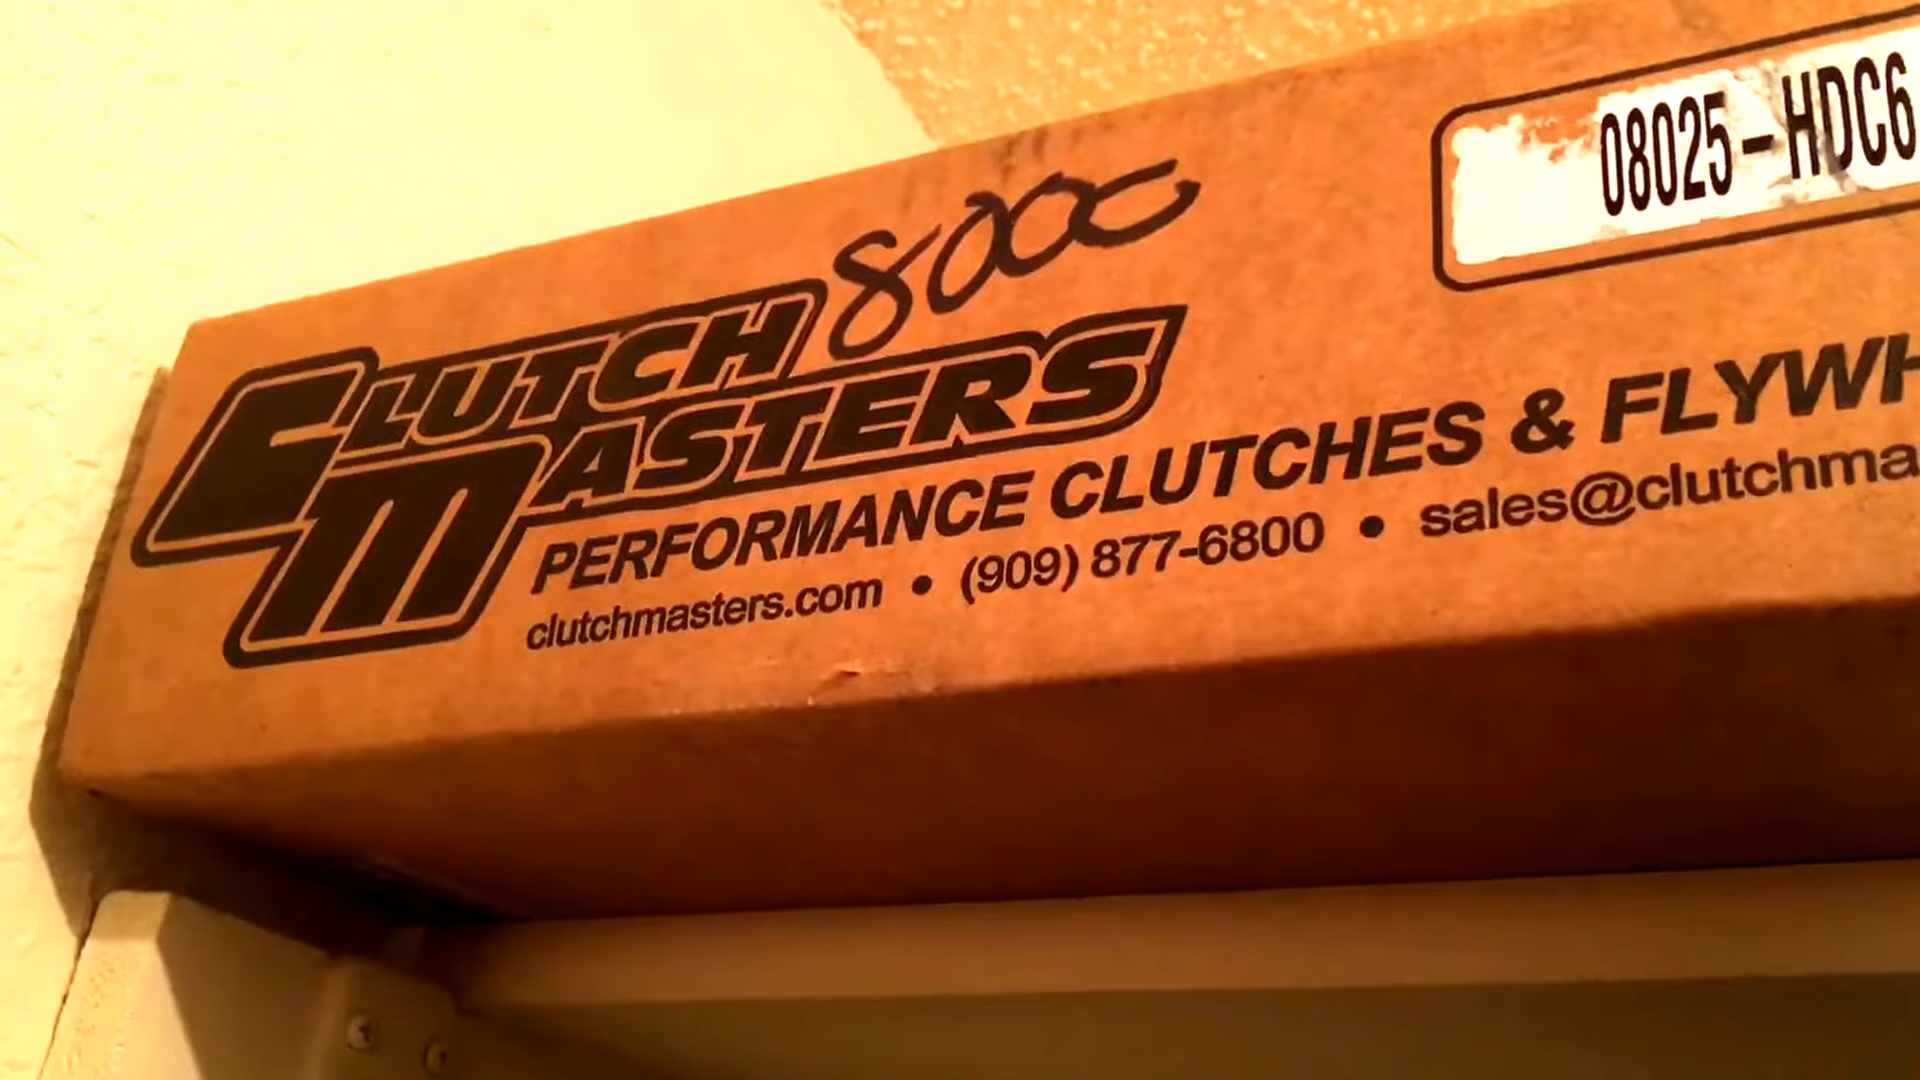 08025-HDC6
8000
CLUTCH
MASTERS
PERFORMANCE CLUTCHES & FLYWH
clutchmasters.com • (909) 877-6800 • sales@clutchma